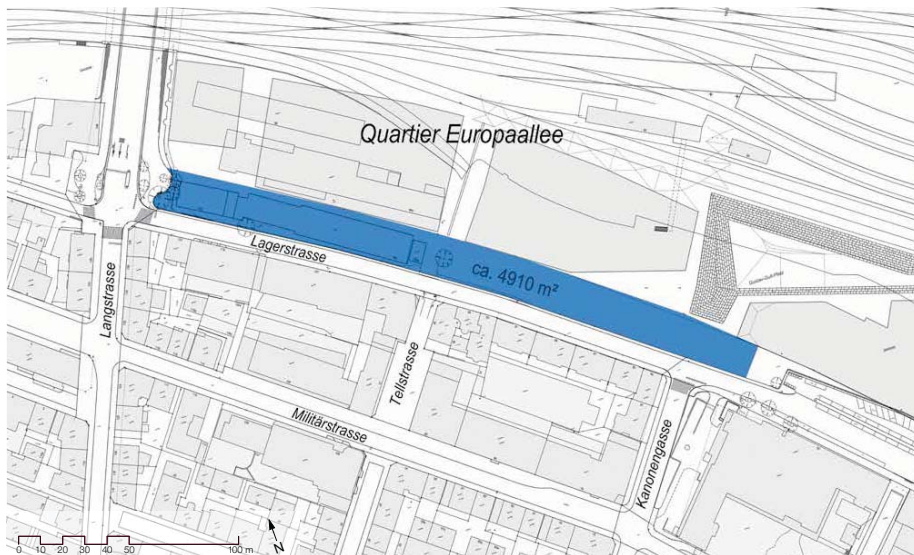 Quartier Europaallee
ca. 4910 m²
Lagerstrasse
Langstrasse
Tellstrasse
Militärstrasse
Kanonengasse
N
0 10 20 30 40 50 100 m